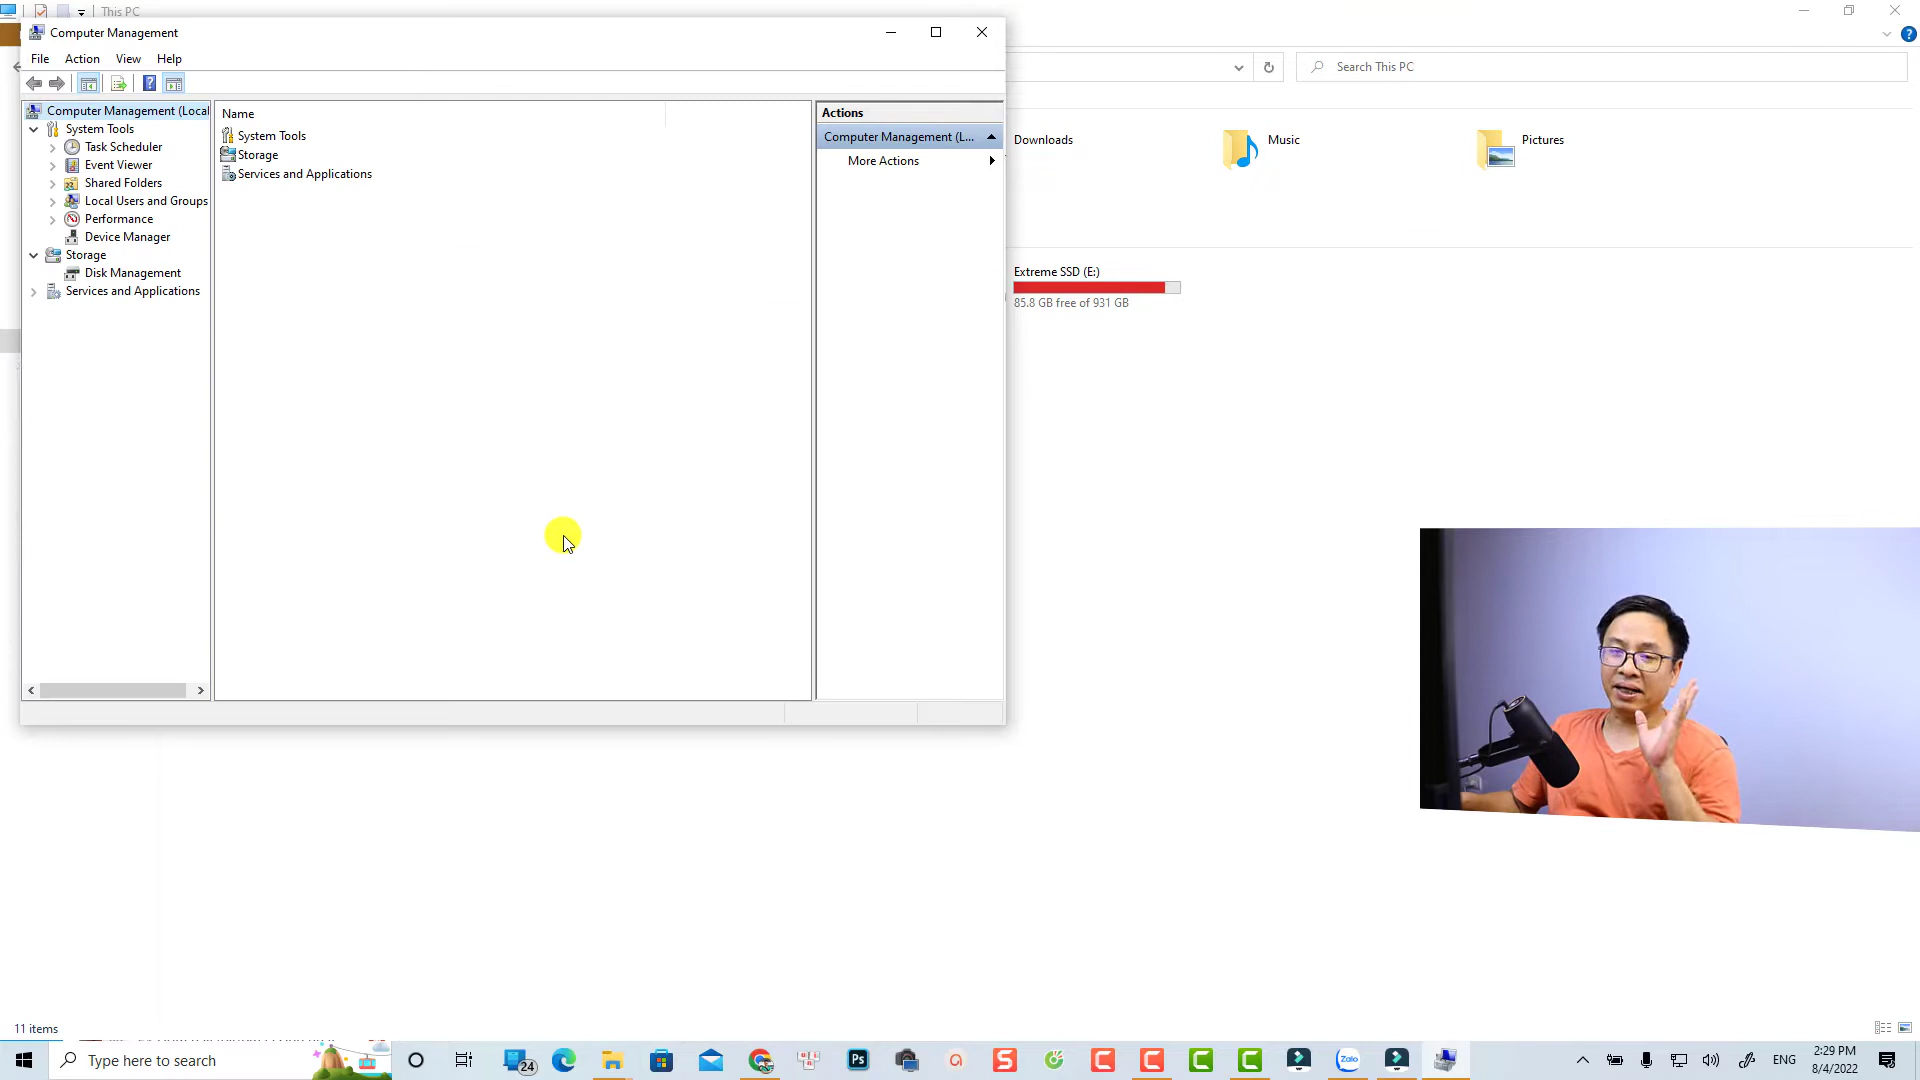 This PC
Computer Management
File Action View Help
Search This PC
Computer Management (Local
System Tools
Task Scheduler
Event Viewer
Shared Folders
Local Users and Groups
Performance
Device Manager
Storage
Disk Management
Services and Applications
Name
System Tools
Storage
Services and Applications
Actions
Computer Management (L...
More Actions
Downloads
Music
Pictures
Extreme SSD (E:)
85.8 GB free of 931 GB
11 items
Type here to search
24
Ps
Zalo
ENG
2:29 PM
8/4/2022